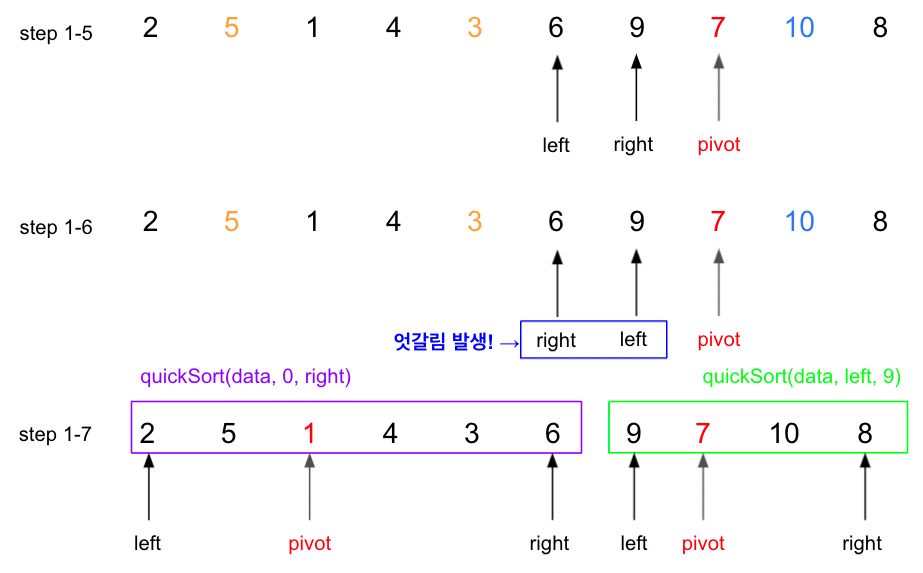 step 1-5 2 5 1 4 3 6 9 7 10 8
left right pivot
step 1-6 2 5 1 4 3 6 9 7 10 8
엇갈림 발생! → right left pivot
quickSort(data, 0, right) quickSort(data, left, 9)
step 1-7 2 5 1 4 3 6 9 7 10 8
left pivot right left pivot right